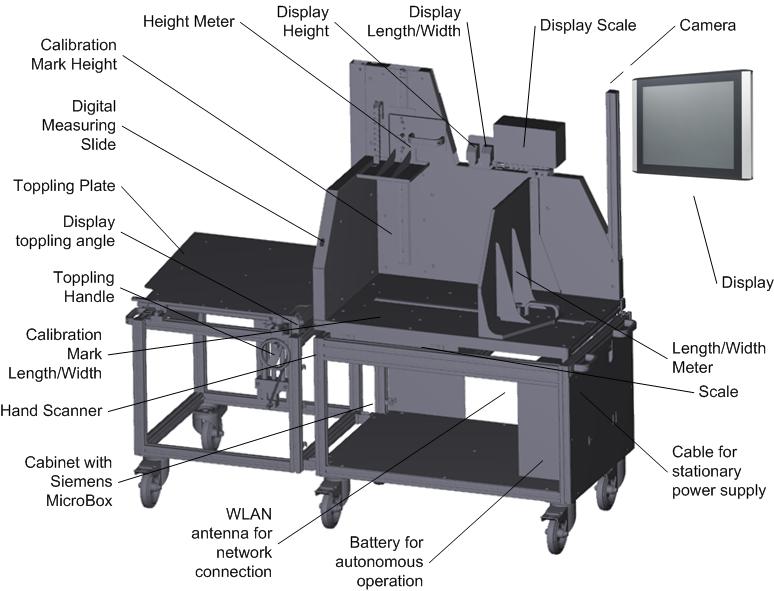 Height Meter
Display
Height
Display
Length/Width
Display Scale
Camera
Calibration
Mark Height
Digital
Measuring
Slide
Toppling Plate
Display
toppling angle
Toppling
Handle
Calibration
Mark
Length/Width
Hand Scanner
Cabinet with
Siemens
MicroBox
WLAN
antenna for
network
connection
Battery for
autonomous
operation
Display
Length/Width
Meter
Scale
Cable for
stationary
power supply